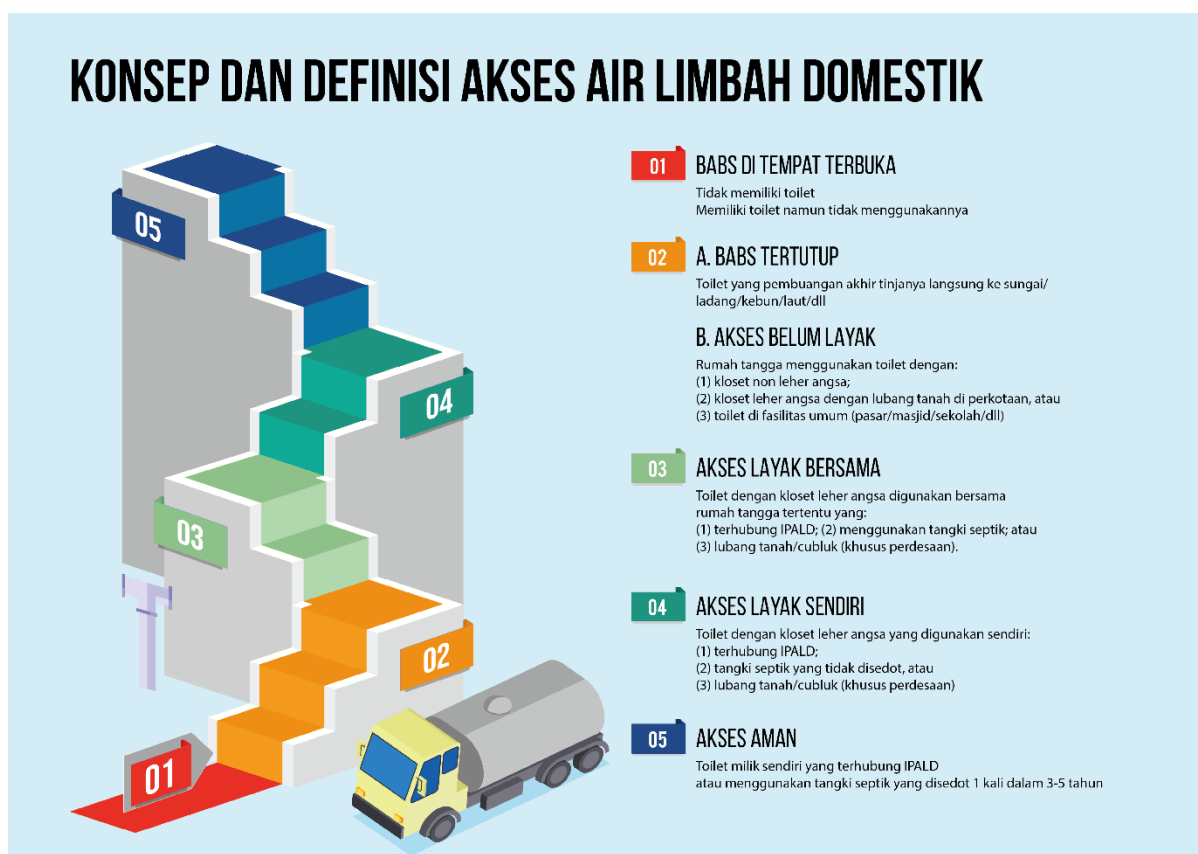 KONSEP DAN DEFINISI AKSES AIR LIMBAH DOMESTIK
05
04
03
02
01
01 BABS DI TEMPAT TERBUKA
Tidak memiliki toilet
Memiliki toilet namun tidak menggunakannya
02 A. BABS TERTUTUP
Toilet yang pembuangan akhir tinjanya langsung ke sungai/
ladang/kebun/laut/dll
B. AKSES BELUM LAYAK
Rumah tangga menggunakan toilet dengan:
(1) kloset non leher angsa;
(2) kloset leher angsa dengan lubang tanah di perkotaan, atau
(3) toilet di fasilitas umum (pasar/masjid/sekolah/dll)
03 AKSES LAYAK BERSAMA
Toilet dengan kloset leher angsa digunakan bersama
rumah tangga tertentu yang:
(1) terhubung IPALD; (2) menggunakan tangki septik; atau
(3) lubang tanah/cubluk (khusus perdesaan).
04 AKSES LAYAK SENDIRI
Toilet dengan kloset leher angsa yang digunakan sendiri:
(1) terhubung IPALD;
(2) tangki septik yang tidak disedot, atau
(3) lubang tanah/cubluk (khusus perdesaan)
05 AKSES AMAN
Toilet milik sendiri yang terhubung IPALD
atau menggunakan tangki septik yang disedot 1 kali dalam 3-5 tahun